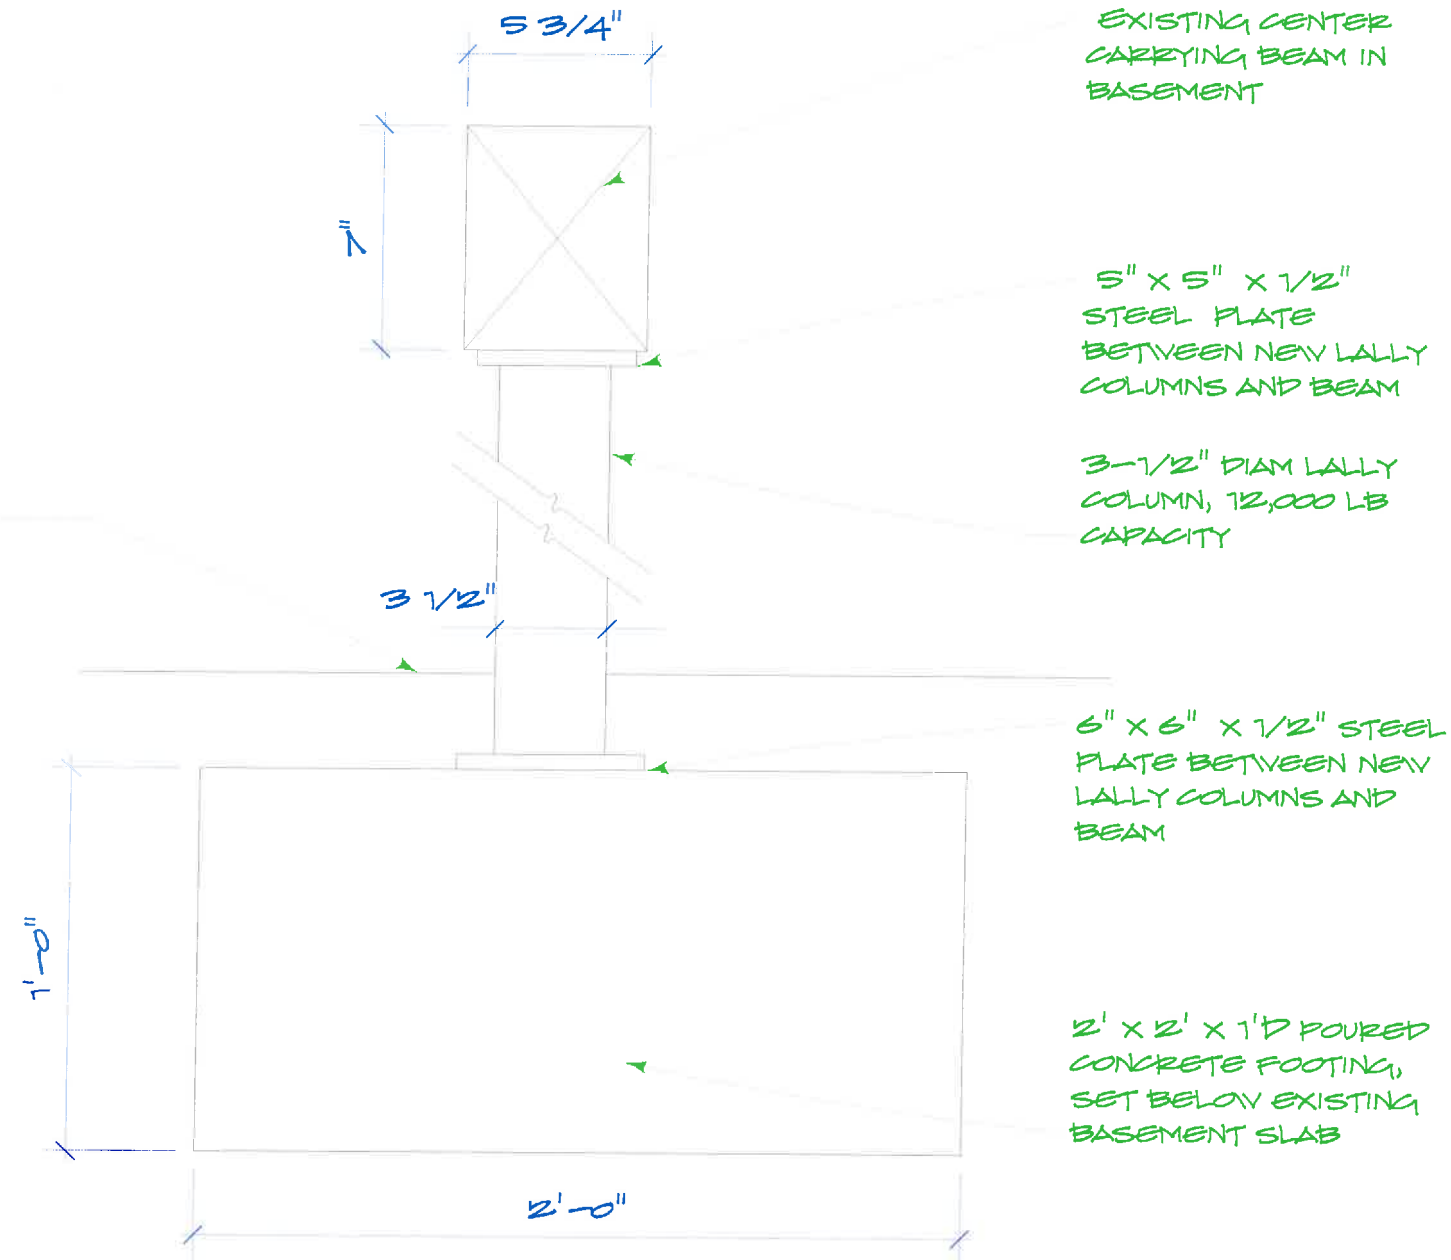 5 3/4"
EXISTING CENTER
CARRYING BEAM IN
BASEMENT
7"
5" X 5" X 1/2"
STEEL PLATE
BETWEEN NEW LALLY
COLUMNS AND BEAM
3-1/2" DIAM LALLY
COLUMN, 12,000 LB
CAPACITY
3 1/2"
6" X 6" X 1/2" STEEL
PLATE BETWEEN NEW
LALLY COLUMNS AND
BEAM
1'-0"
2' X 2' X 1'D POURED
CONCRETE FOOTING,
SET BELOW EXISTING
BASEMENT SLAB
2'-0"